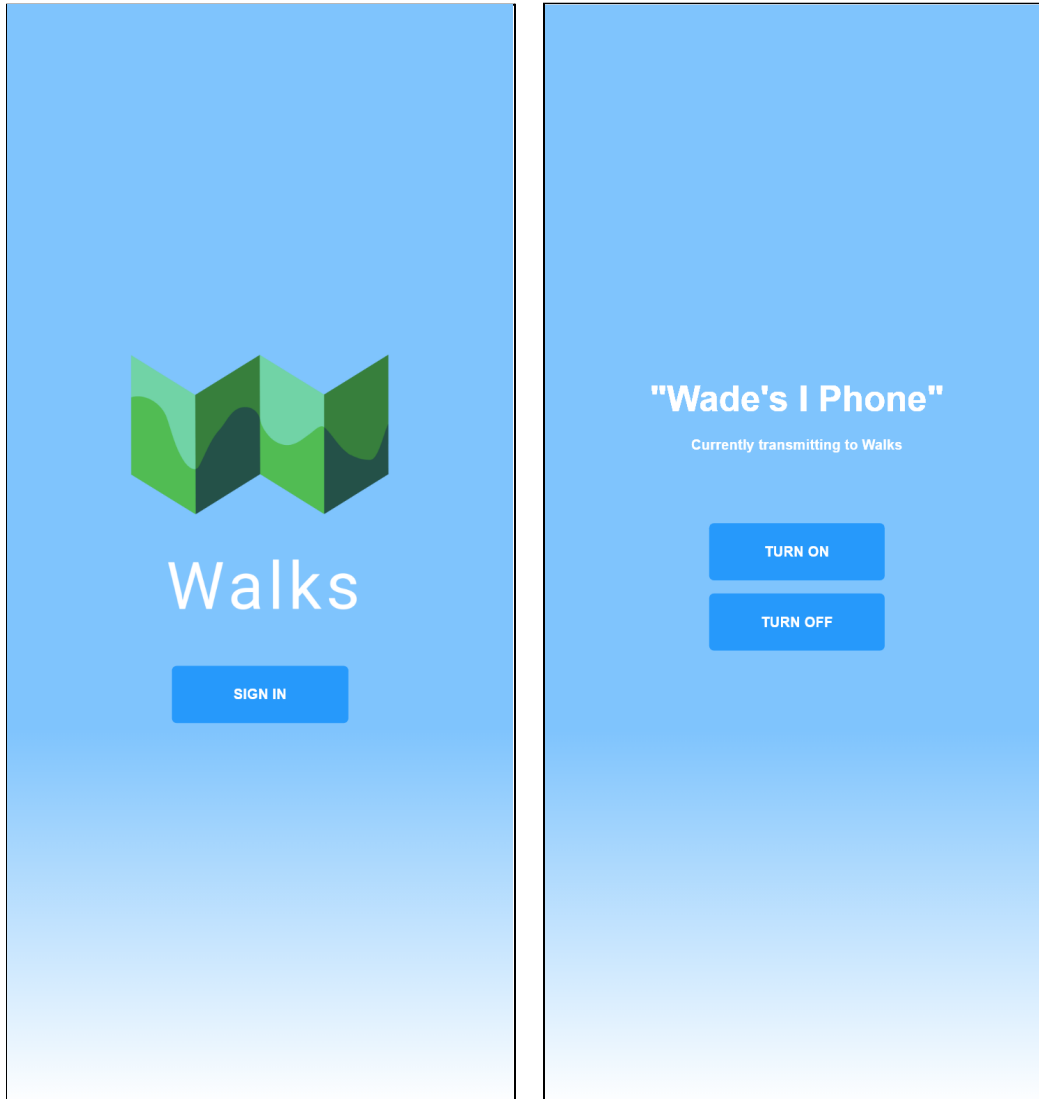 Walks
SIGN IN
"Wade's I Phone"
Currently transmitting to Walks
TURN ON
TURN OFF